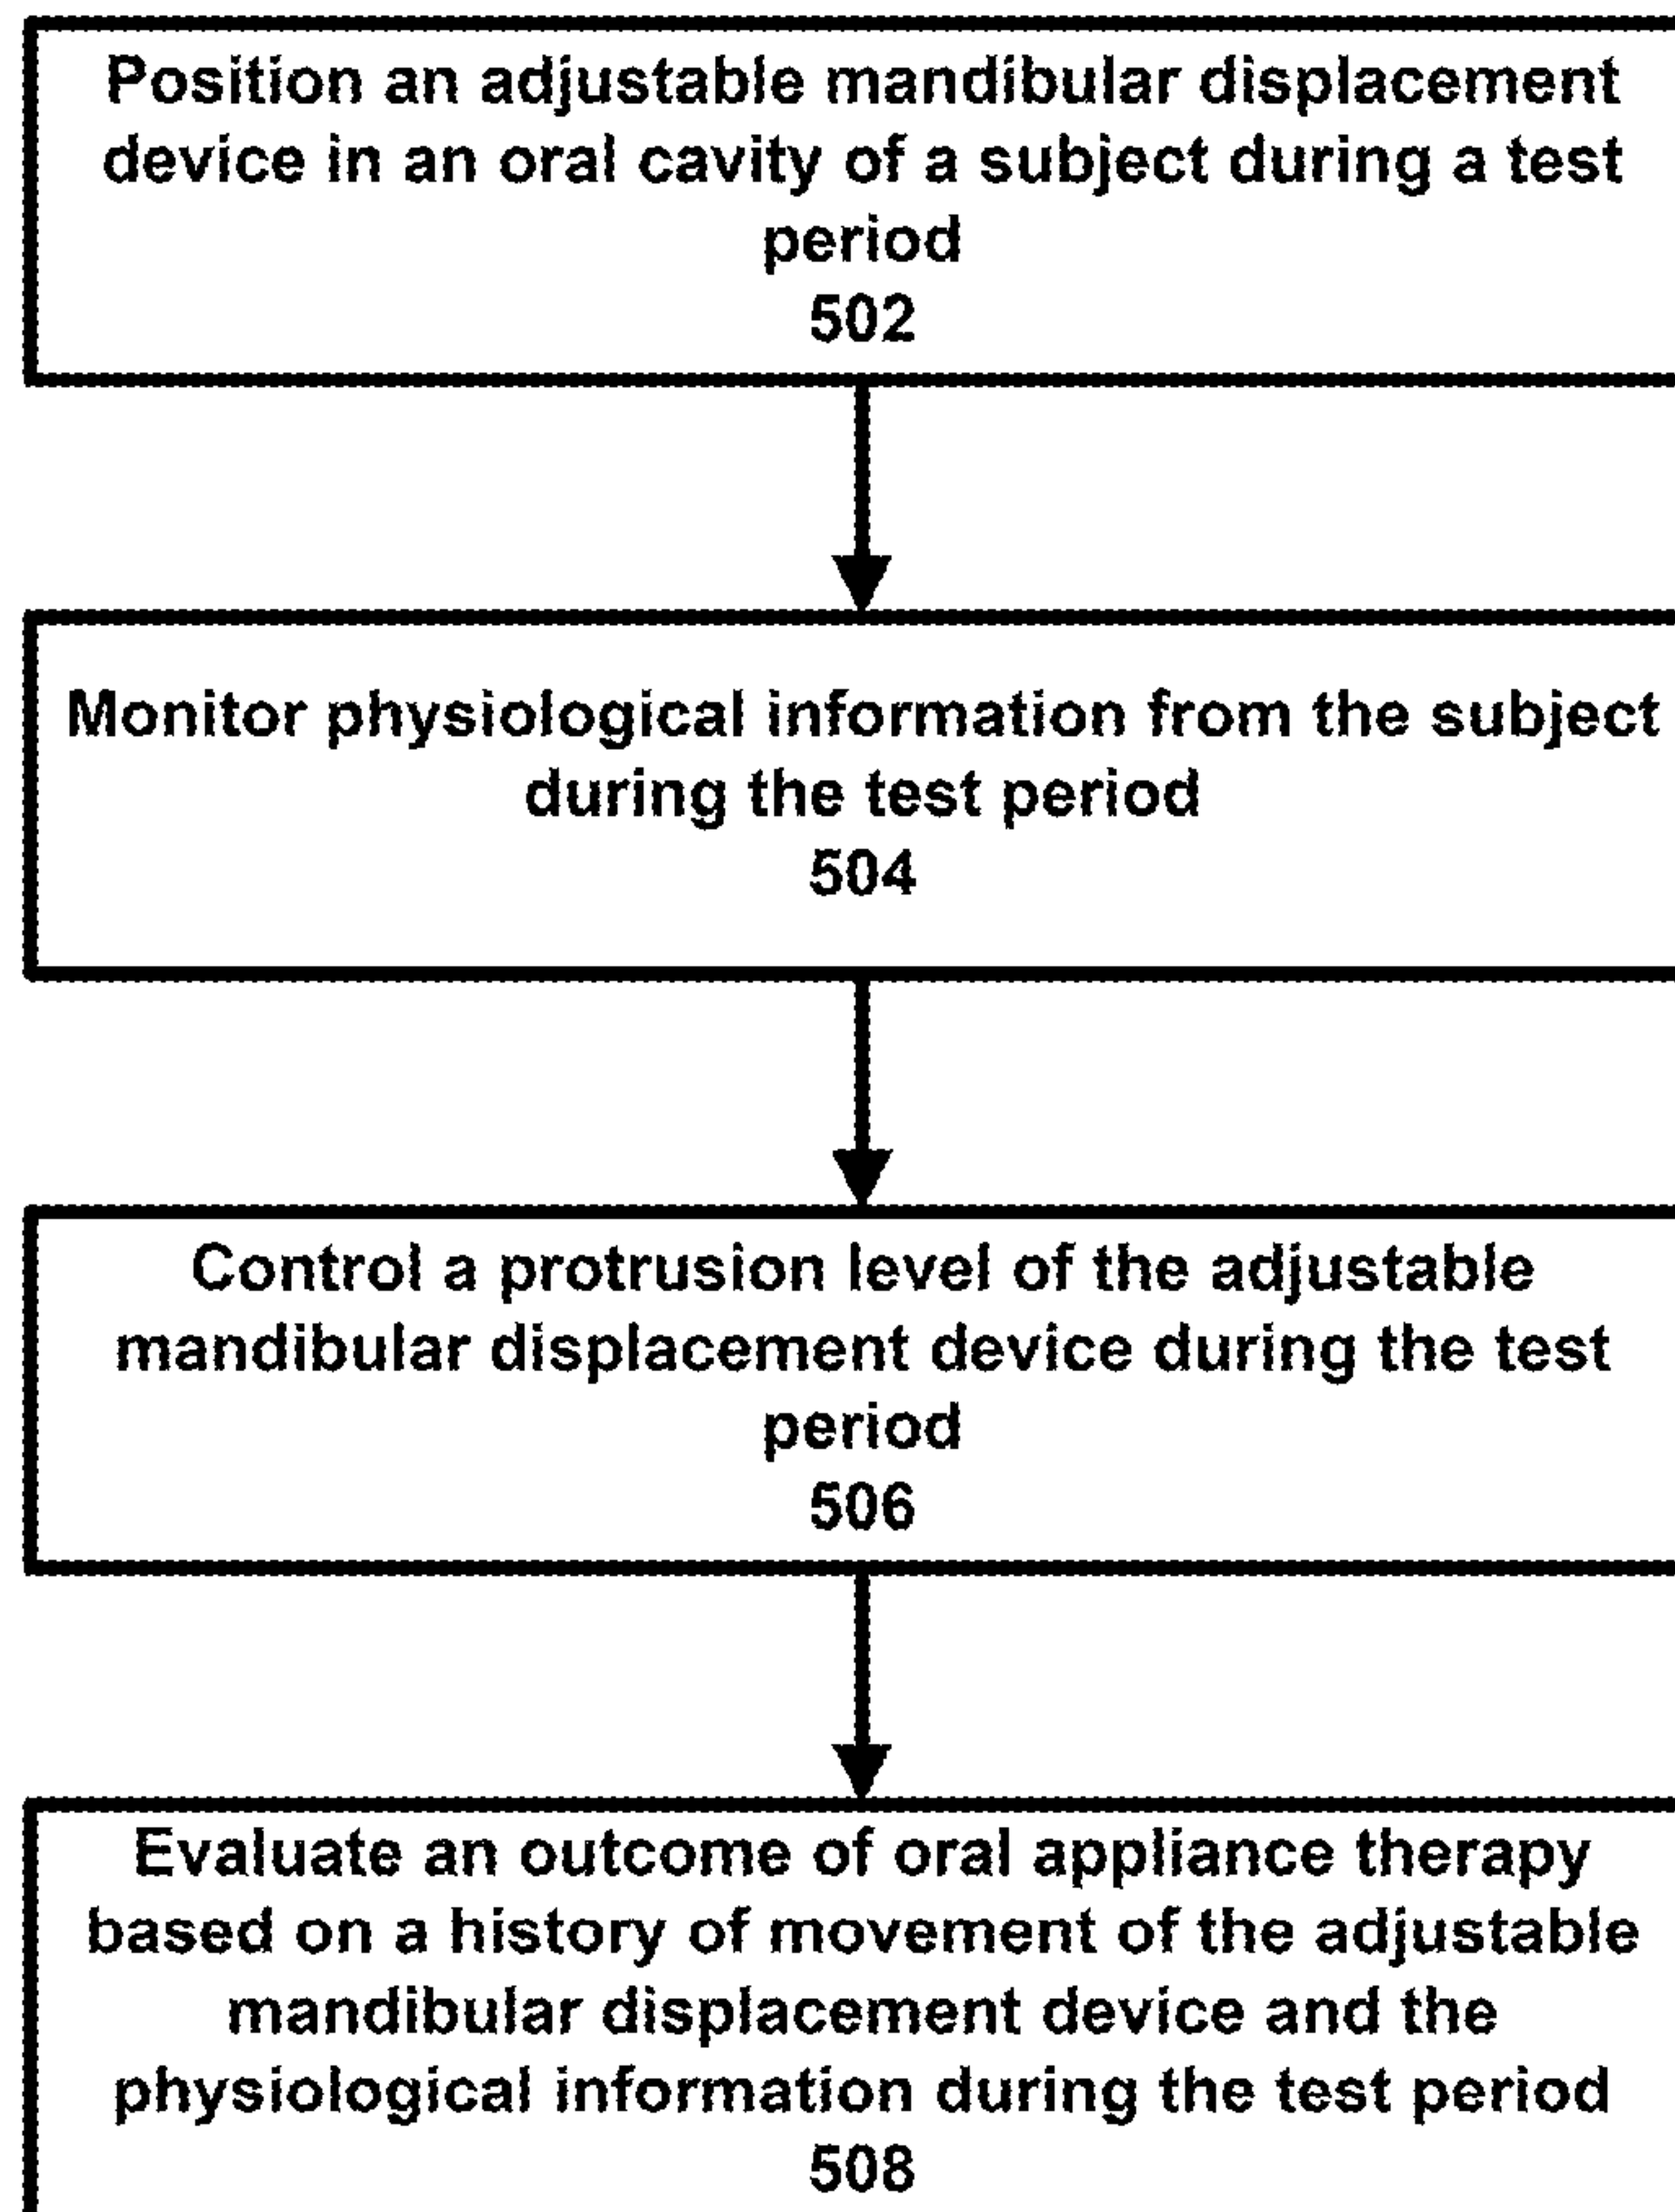 Position an adjustable mandibular displacement
device in an oral cavity of a subject during a test
period
502
Monitor physiological information from the subject
during the test period
504
Control a protrusion level of the adjustable
mandibular displacement device during the test
period
506
Evaluate an outcome of oral appliance therapy
based on a history of movement of the adjustable
mandibular displacement device and the
physiological information during the test period
508